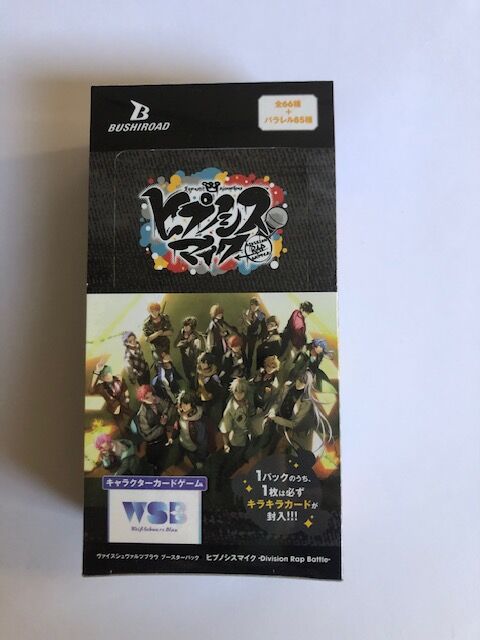 BUSHIROAD
全66種
+
パラレル85種
ヒプノシス
マイク
Division
RAP
Battle
キャラクターカードゲーム
WSB
Weiß Schwarz Blau
1パックのうち、
1枚は必ず
キラキラカードが
封入!!!
ヴァイスシュヴァルツブラウ ブースターパック ヒプノシスマイク -Division Rap Battle-